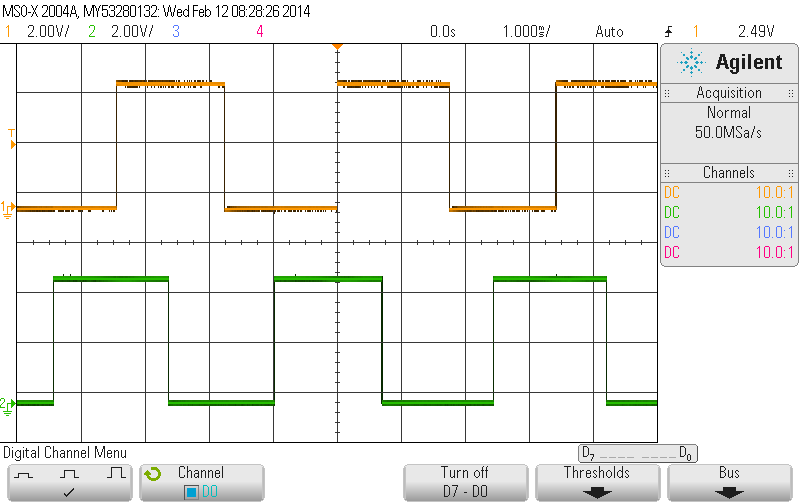 MSO-X 2004A, MY53280132: Wed Feb 12 08:28:26 2014
1 2.00V/ 2 2.00V/ 3 4 0.0s 1.000ms/ Auto 1 2.49V
Agilent
Acquisition
Normal
50.0MSa/s
Channels
DC 10.0:1
DC 10.0:1
DC 10.0:1
DC 10.0:1
T
1
2
Digital Channel Menu
D7 ____ ____ D0
Channel
D0
Turn off
D7 - D0
Thresholds
Bus